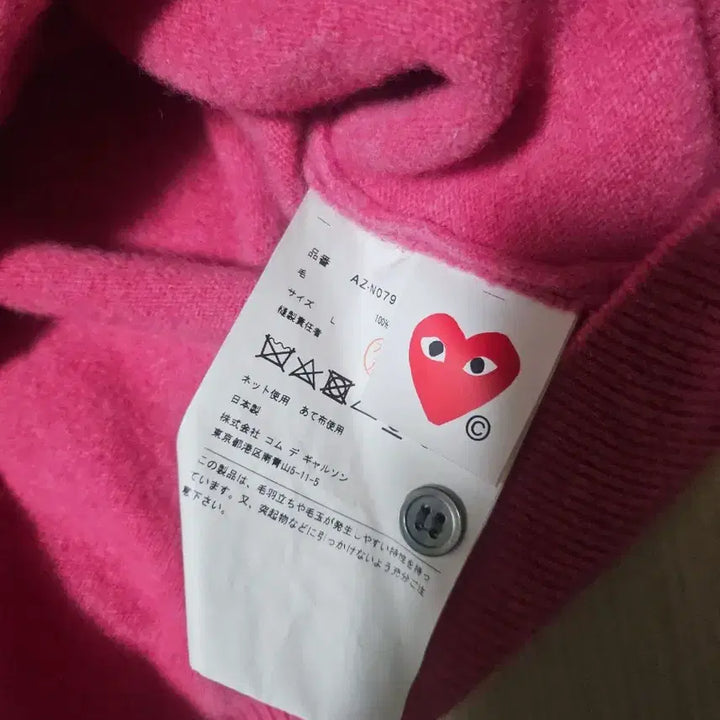 品番 AZ-N079
毛 100%
サイズ L
縫製責任者
ネット使用 あて布使用
日本製
株式会社 コム デ ギャルソン
東京都港区南青山5-11-5
この製品は、毛羽立ちや毛玉が発生しやすい特性を持っ
ています。又、突起物などに引っかけないよう充分ご注
意下さい。
©